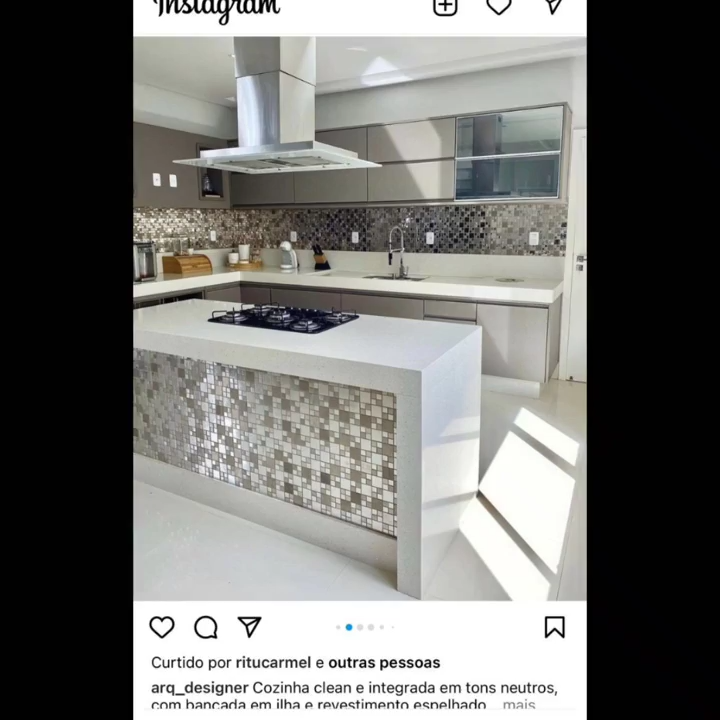 Instagram
Curtido por ritucarmel e outras pessoas
arq_designer Cozinha clean e integrada em tons neutros,
com bancada em ilha e revestimento espelhado... mais